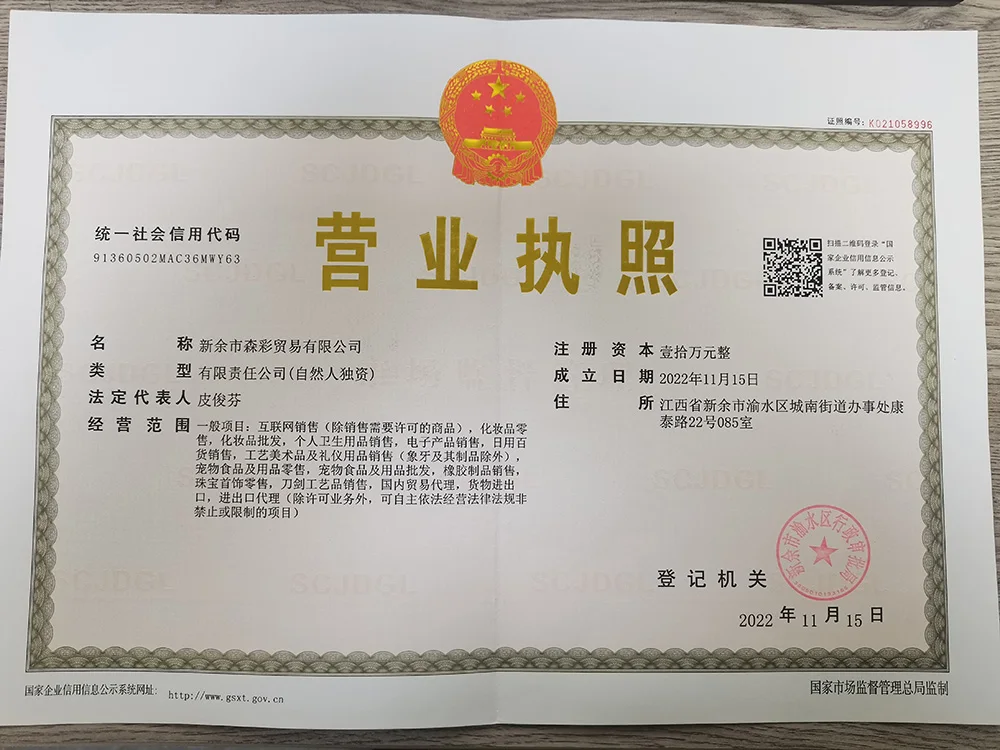 证照编号：K021058996
统一社会信用代码
91360502MAC36MWY63
营业执照
扫描二维码登录“国
家企业信用信息公示
系统”了解更多登记、
备案、许可、监管信息。
名称 新余市森彩贸易有限公司
类型 有限责任公司(自然人独资)
法定代表人 皮俊芬
经营范围 一般项目：互联网销售（除销售需要许可的商品），化妆品零
售，化妆品批发，个人卫生用品销售，电子产品销售，日用百
货销售，工艺美术品及礼仪用品销售（象牙及其制品除外），
宠物食品及用品零售，宠物食品及用品批发，橡胶制品销售，
珠宝首饰零售，刀剑工艺品销售，国内贸易代理，货物进出
口，进出口代理（除许可业务外，可自主依法经营法律法规非
禁止或限制的项目）
注册资本 壹拾万元整
成立日期 2022年11月15日
住所 江西省新余市渝水区城南街道办事处康
泰路22号085室
新余市渝水区行政审批局
登记机关
2022年11月15日
国家企业信用信息公示系统网址：http://www.gsxt.gov.cn
国家市场监督管理总局监制
SCJDGL